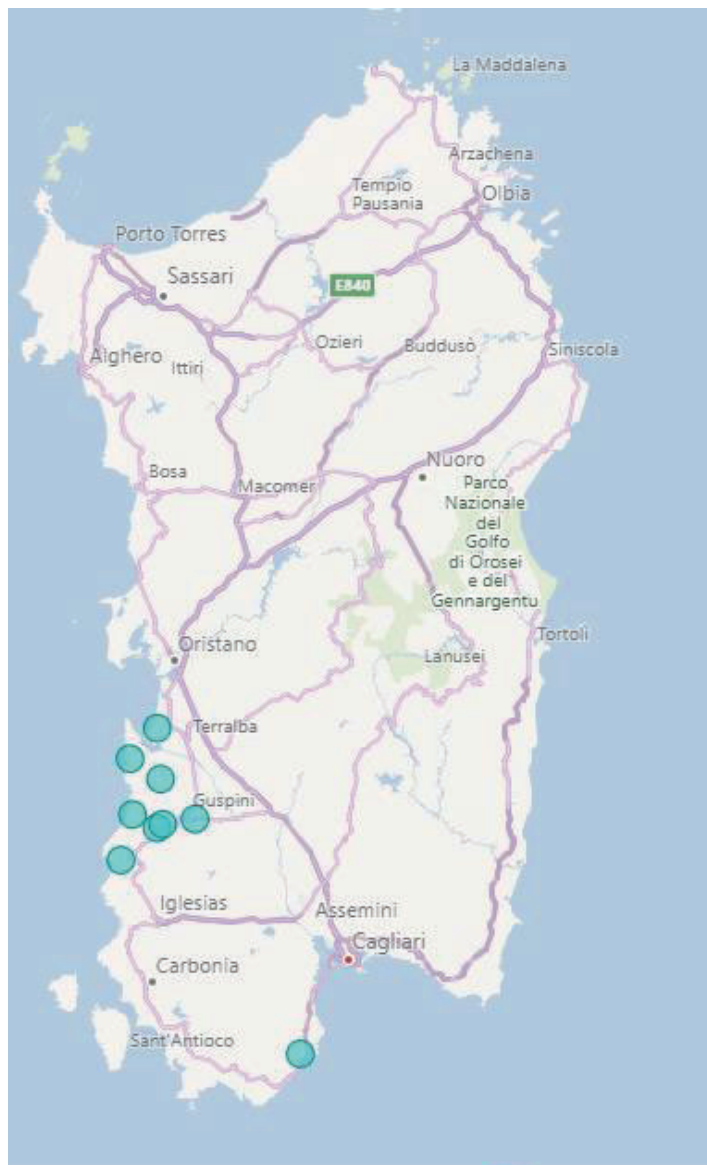 La Maddalena
Arzachena
Tempio
Pausania
Olbia
Porto Torres
Sassari
E840
Ozieri
Buddusò
Siniscola
Alghero
Ittiri
Bosa
Macomer
Nuoro
Parco
Nazionale
del
Golfo
di Orosei
e del
Gennargentu
Oristano
Tortoli
Lanusei
Terralba
Guspini
Iglesias
Assemini
Cagliari
Carbonia
Sant'Antioco